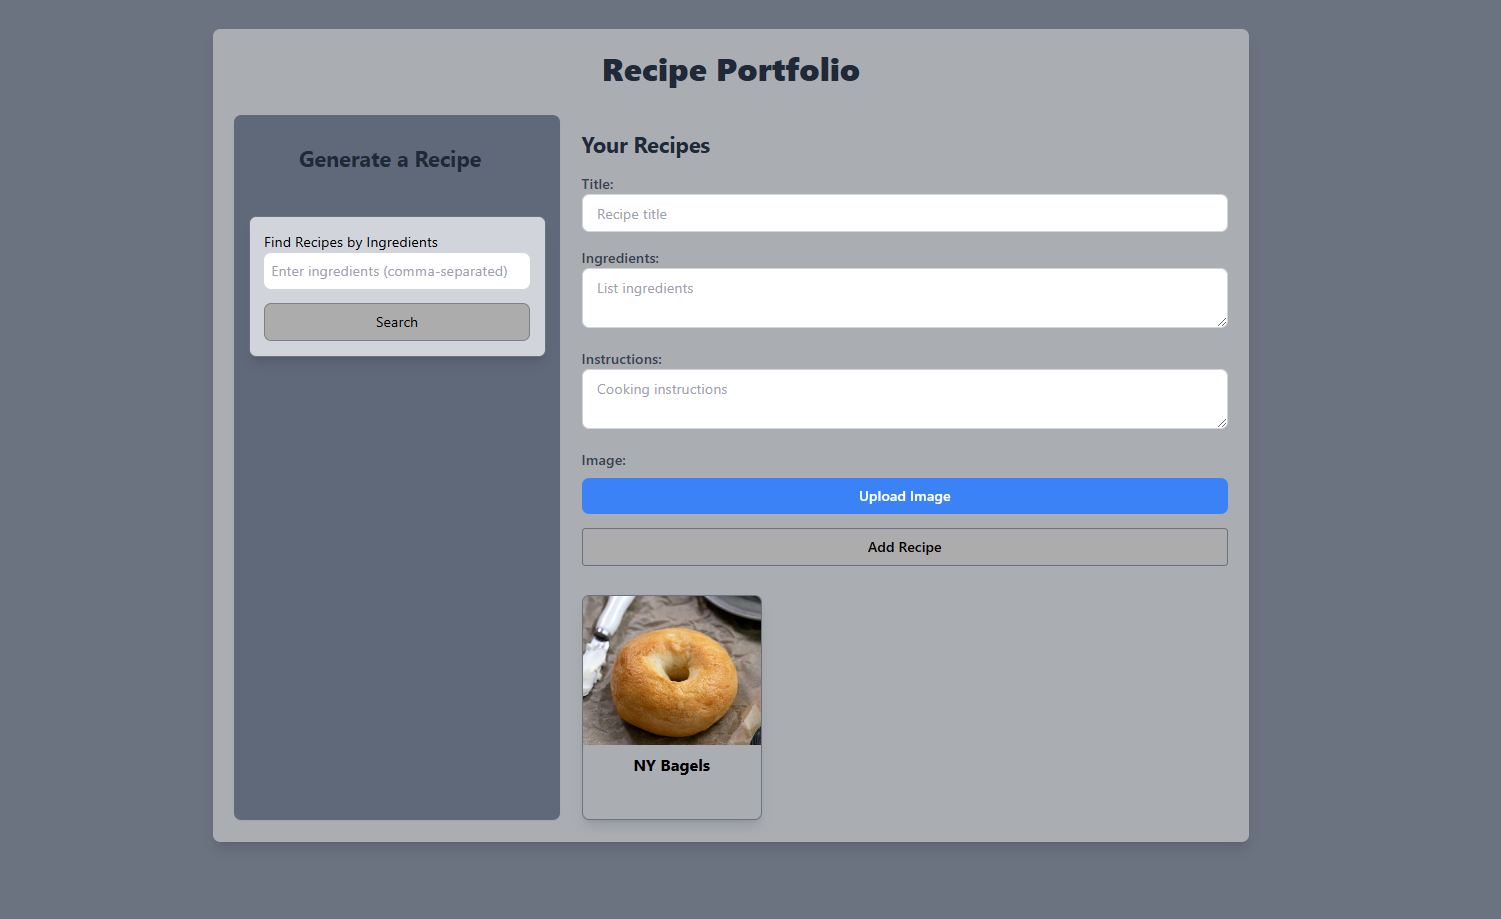 Recipe Portfolio
Generate a Recipe
Find Recipes by Ingredients
Enter ingredients (comma-separated)
Search
Your Recipes
Title:
Recipe title
Ingredients:
List ingredients
Instructions:
Cooking instructions
Image:
Upload Image
Add Recipe
NY Bagels